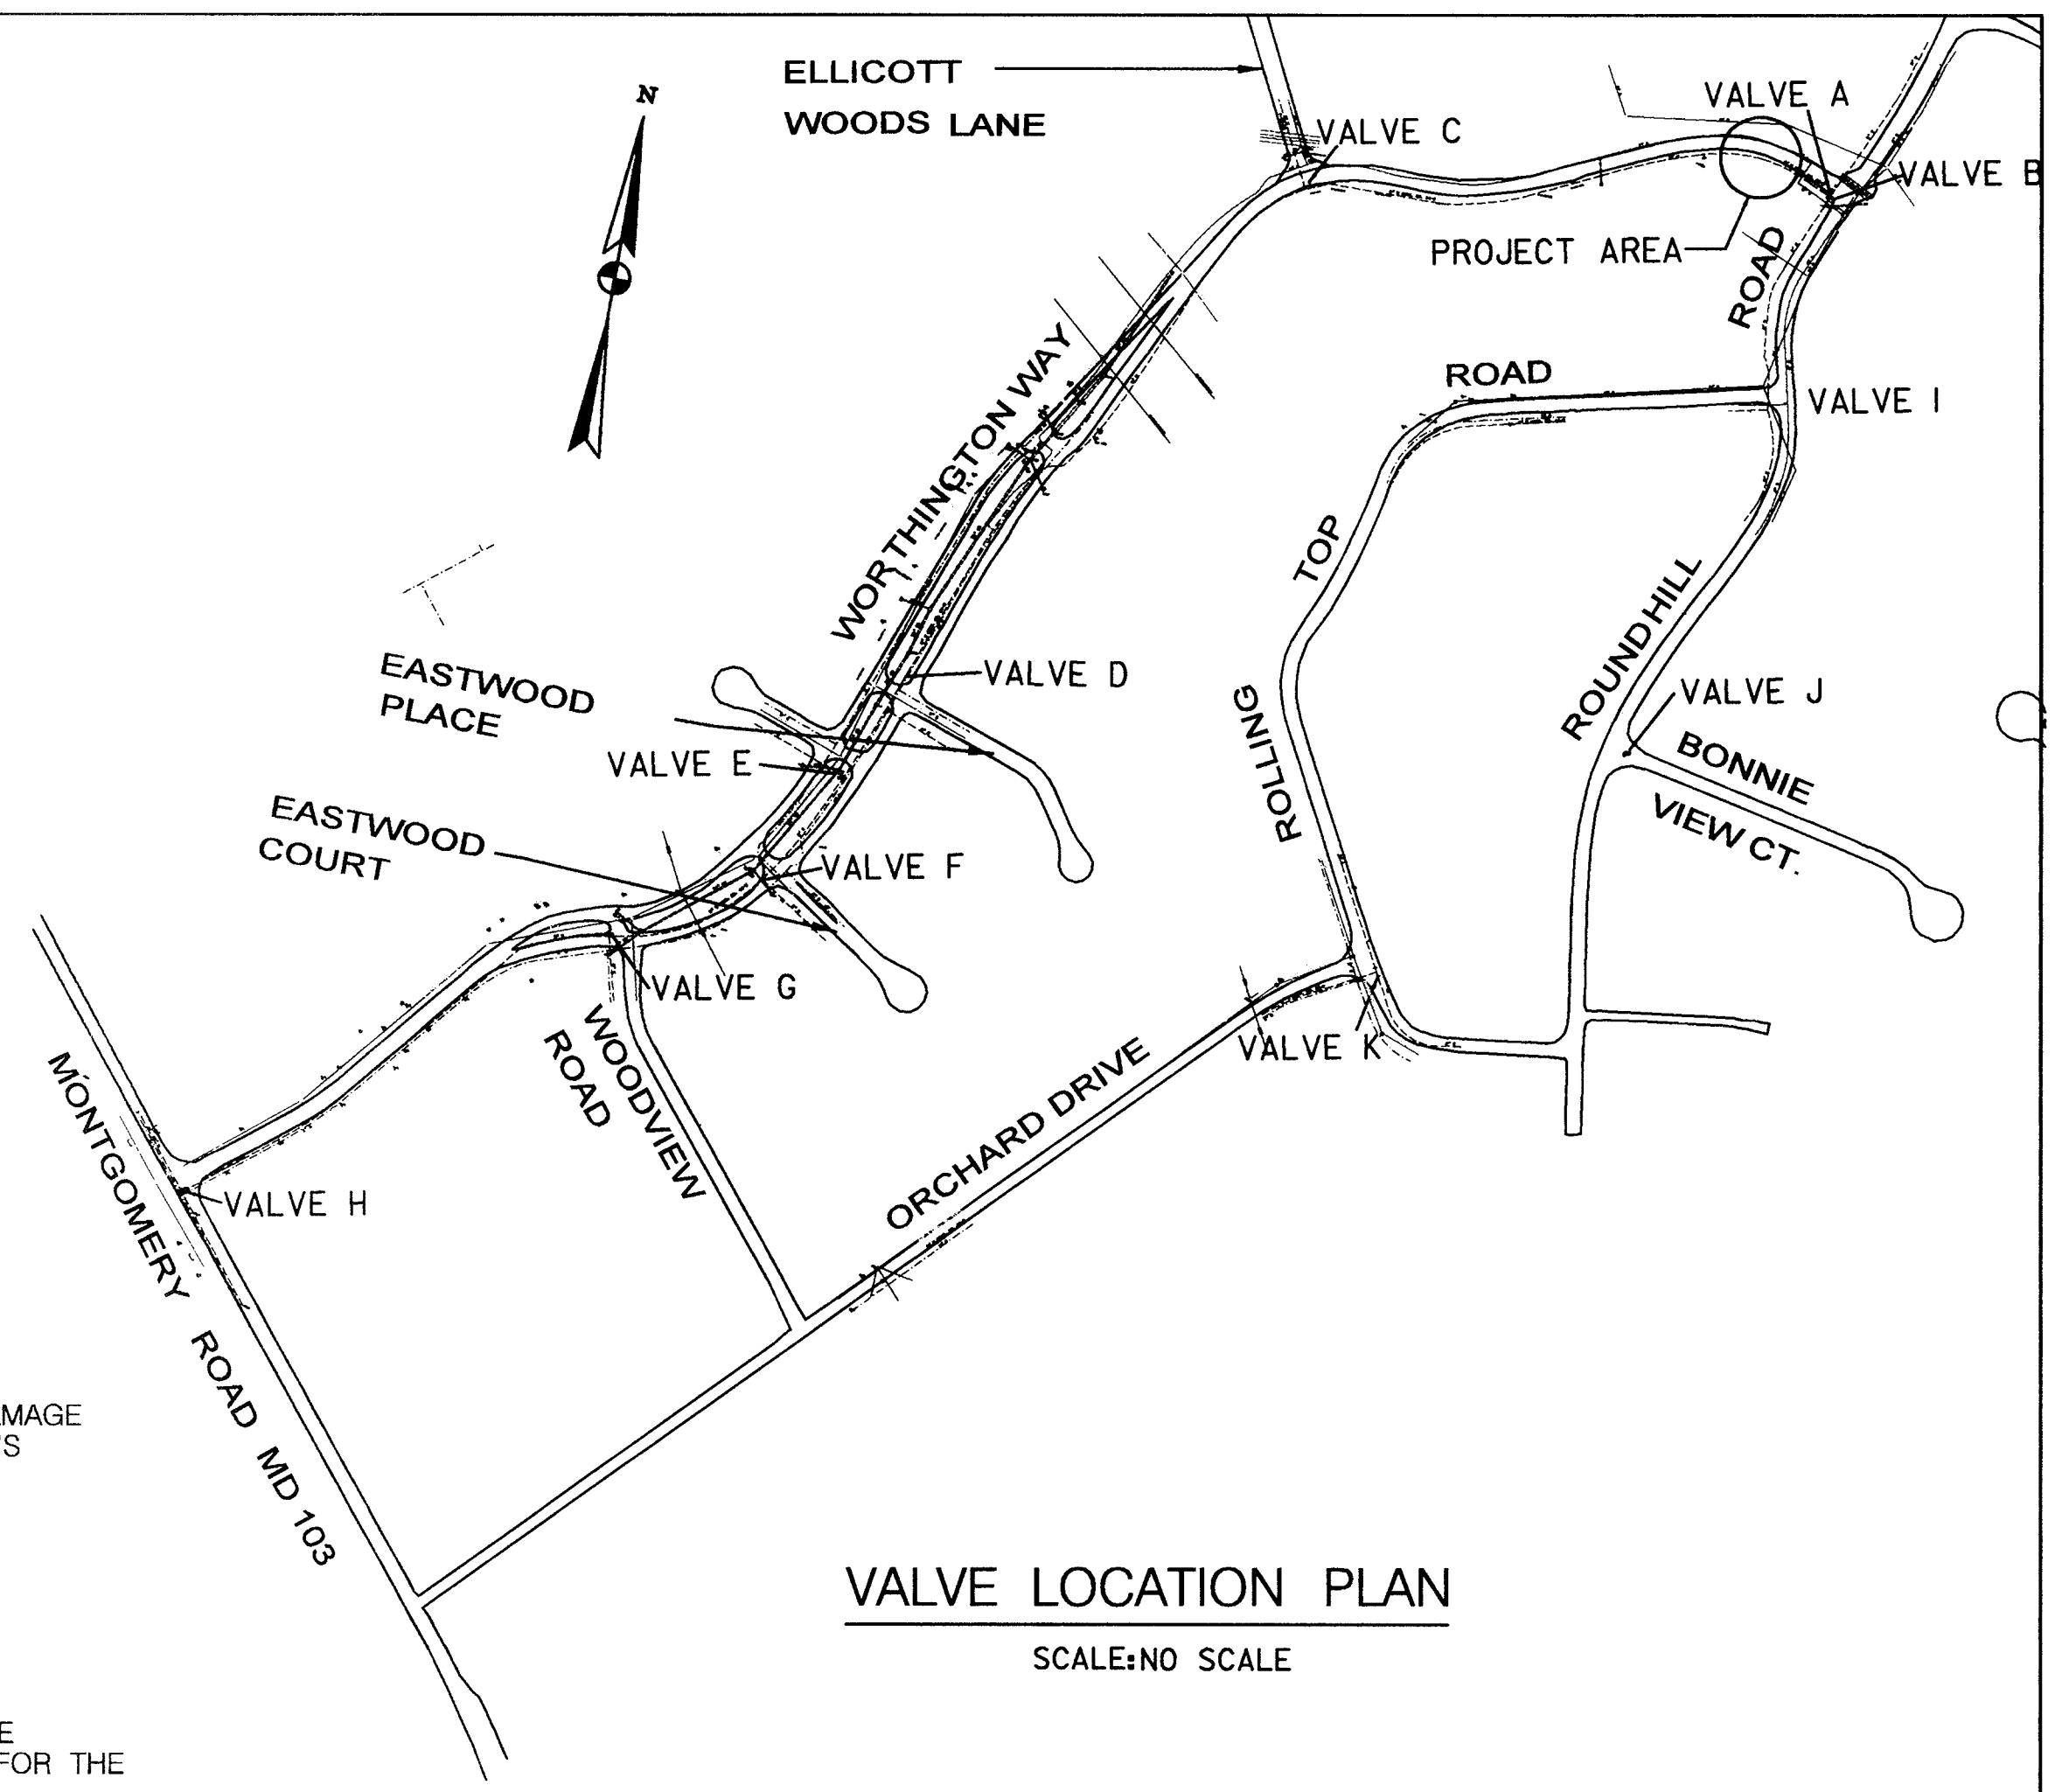 ELLICOTT
WOODS LANE
N
VALVE A
VALVE C
VALVE B
PROJECT AREA
ROAD
ROAD
VALVE I
WORTHINGTON WAY
TOP
ROLLING
ROUNDHILL
EASTWOOD
PLACE
VALVE D
VALVE J
BONNIE
VIEW CT.
VALVE E
EASTWOOD
COURT
VALVE F
VALVE G
WOODVIEW
ROAD
VALVE K
ORCHARD DRIVE
VALVE H
MONTGOMERY ROAD MD 103
MAGE
'S
VALVE LOCATION PLAN
SCALE:NO SCALE
E
FOR THE